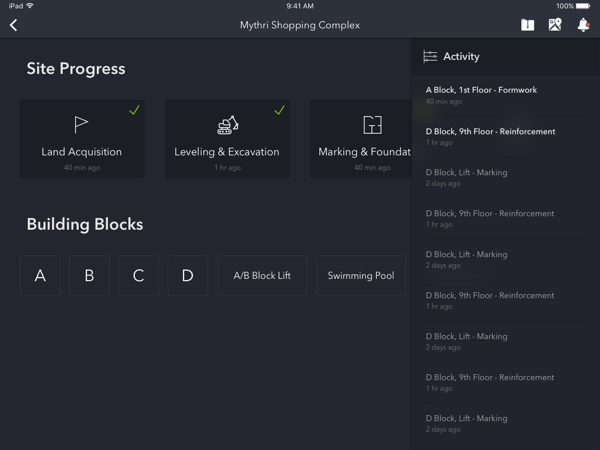 iPad
9:41 AM
100%
Mythri Shopping Complex
Site Progress
Land Acquisition
40 min ago
Leveling & Excavation
1 hr ago
Marking & Foundat
40 min ago
Building Blocks
A
B
C
D
A/B Block Lift
Swimming Pool
Activity
A Block, 1st Floor - Formwork
40 min ago
D Block, 9th Floor - Reinforcement
1 hr ago
D Block, Lift - Marking
2 days ago
D Block, 9th Floor - Reinforcement
1 hr ago
D Block, Lift - Marking
2 days ago
D Block, 9th Floor - Reinforcement
1 hr ago
D Block, Lift - Marking
2 days ago
D Block, 9th Floor - Reinforcement
1 hr ago
D Block, Lift - Marking
2 days ago